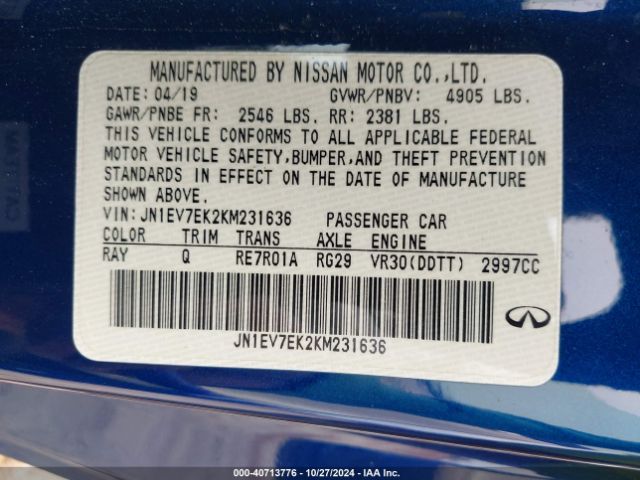 MANUFACTURED BY NISSAN MOTOR CO.,LTD.
DATE: 04/19 GVWR/PNBV: 4905 LBS.
GAWR/PNBE FR: 2546 LBS. RR: 2381 LBS.
THIS VEHICLE CONFORMS TO ALL APPLICABLE FEDERAL
MOTOR VEHICLE SAFETY,BUMPER,AND THEFT PREVENTION
STANDARDS IN EFFECT ON THE DATE OF MANUFACTURE
SHOWN ABOVE.
VIN:JN1EV7EK2KM231636 PASSENGER CAR
COLOR TRIM TRANS AXLE ENGINE
RAY Q RE7R01A RG29 VR30(DDTT) 2997CC
JN1EV7EK2KM231636
000-40713776 | 10/27/2024 | IAA